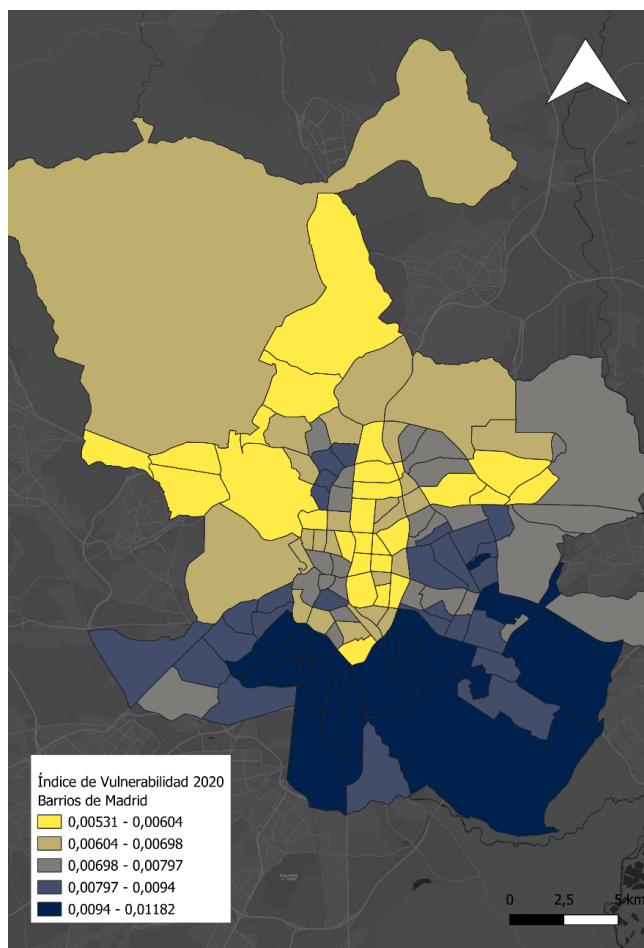 Índice de Vulnerabilidad 2020
Barrios de Madrid
0,00531 - 0,00604
0,00604 - 0,00698
0,00698 - 0,00797
0,00797 - 0,0094
0,0094 - 0,01182
0 2,5 5 km